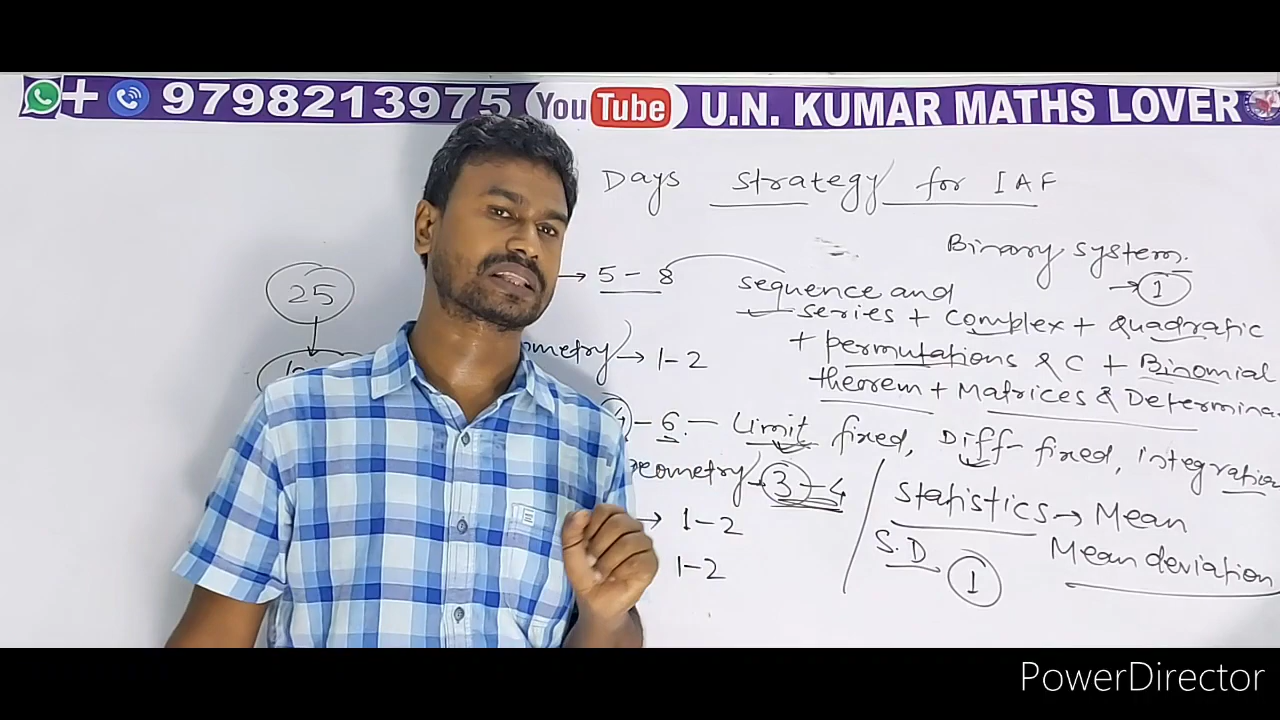 + 9798213975 (YouTube) U.N. KUMAR MATHS LOVER
Days strategy for IAF
Binary system.
→ 1
25
→ 5 - 8
sequence and
series + complex + quadratic
ometry → 1-2
+ permutations & C + Binomial
theorem + Matrices & Determina
4 - 6 - Limit fixed, Diff- fixed, integration
eometry - 3-4
statistics → Mean
→ 1-2
S.D
1
Mean deviation
1-2
PowerDirector